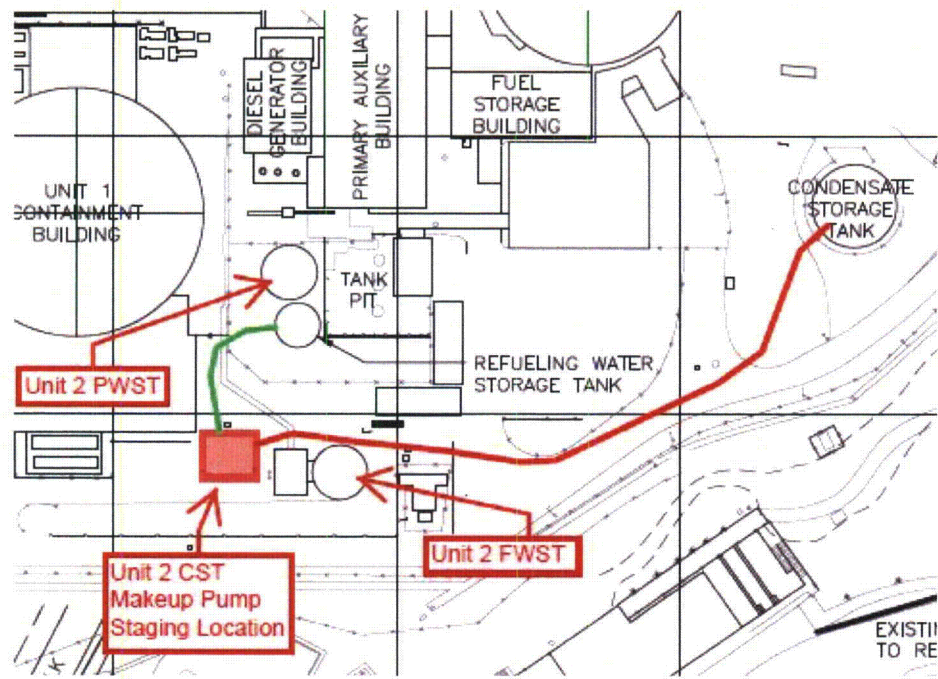 DIESEL
GENERATOR
BUILDING
PRIMARY AUXILIARY
BUILDING
FUEL
STORAGE
BUILDING
UNIT 1
CONTAINMENT
BUILDING
CONDENSATE
STORAGE
TANK
TANK
PIT
REFUELING WATER
STORAGE TANK
Unit 2 PWST
Unit 2 FWST
Unit 2 CST
Makeup Pump
Staging Location
EXISTIN
TO RE